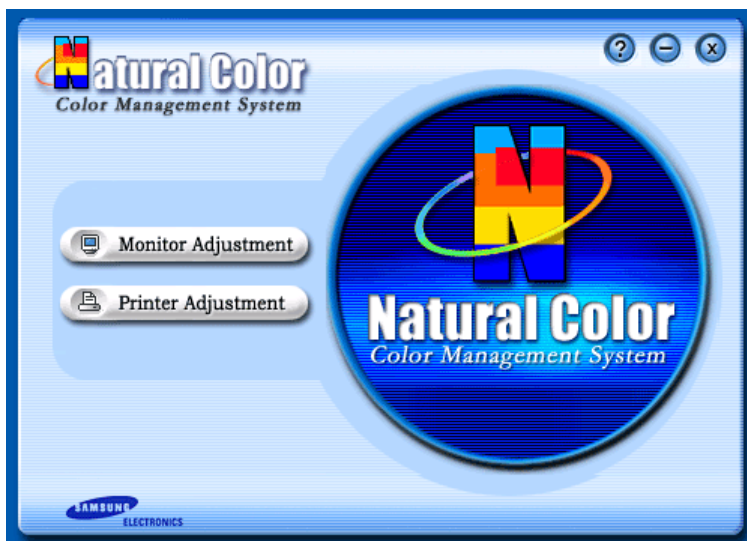 Natural Color
Color Management System
?
Monitor Adjustment
Printer Adjustment
N
Natural Color
Color Management System
SAMSUNG
ELECTRONICS